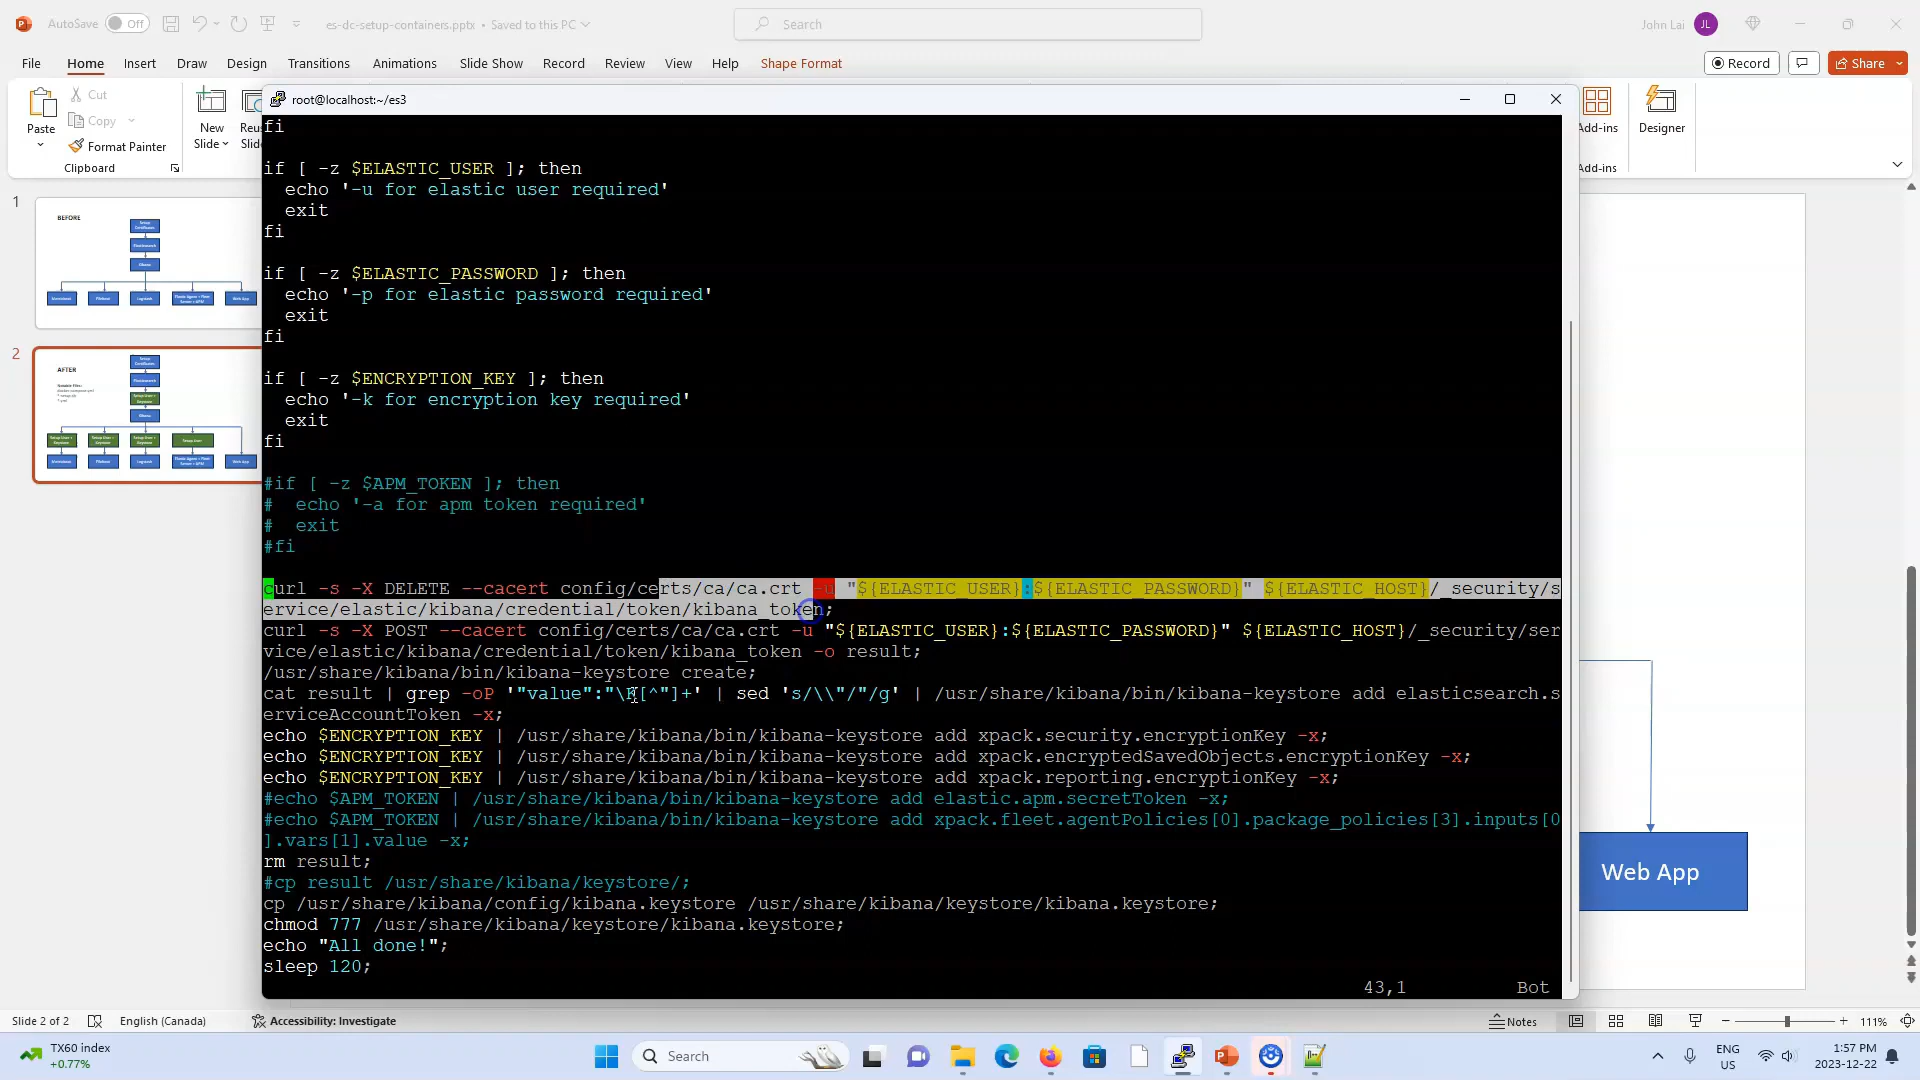 AutoSave Off es-dc-setup-containers.pptx • Saved to this PC Search John Lai JL
File Home Insert Draw Design Slide Show Transitions Animations Record Review View Help Shape Format Record Share
Cut
Copy
Format Painter
Paste
Clipboard
New
Slide
Reu
Slid
Add-ins
Add-ins
Designer
root@localhost:~/es3
fi
if [ -z $ELASTIC_USER ]; then
echo '-u for elastic user required'
exit
fi
if [ -z $ELASTIC_PASSWORD ]; then
echo '-p for elastic password required'
exit
fi
if [ -z $ENCRYPTION_KEY ]; then
echo '-k for encryption key required'
exit
fi
#if [ -z $APM_TOKEN ]; then
# echo '-a for apm token required'
# exit
#fi
curl -s -X DELETE --cacert config/certs/ca/ca.crt -u "${ELASTIC_USER}:${ELASTIC_PASSWORD}" ${ELASTIC_HOST}/_security/s
ervice/elastic/kibana/credential/token/kibana_token;
curl -s -X POST --cacert config/certs/ca/ca.crt -u "${ELASTIC_USER}:${ELASTIC_PASSWORD}" ${ELASTIC_HOST}/_security/ser
vice/elastic/kibana/credential/token/kibana_token -o result;
/usr/share/kibana/bin/kibana-keystore create;
cat result | grep -oP '"value":"\K[^"]+' | sed 's/\\"/"/g' | /usr/share/kibana/bin/kibana-keystore add elasticsearch.s
erviceAccountToken -x;
echo $ENCRYPTION_KEY | /usr/share/kibana/bin/kibana-keystore add xpack.security.encryptionKey -x;
echo $ENCRYPTION_KEY | /usr/share/kibana/bin/kibana-keystore add xpack.encryptedSavedObjects.encryptionKey -x;
echo $ENCRYPTION_KEY | /usr/share/kibana/bin/kibana-keystore add xpack.reporting.encryptionKey -x;
#echo $APM_TOKEN | /usr/share/kibana/bin/kibana-keystore add elastic.apm.secretToken -x;
#echo $APM_TOKEN | /usr/share/kibana/bin/kibana-keystore add xpack.fleet.agentPolicies[0].package_policies[3].inputs[0
].vars[1].value -x;
rm result;
#cp result /usr/share/kibana/keystore/;
cp /usr/share/kibana/config/kibana.keystore /usr/share/kibana/keystore/kibana.keystore;
chmod 777 /usr/share/kibana/keystore/kibana.keystore;
echo "All done!";
sleep 120;
43,1 Bot
1
BEFORE
2
AFTER
Web App
Slide 2 of 2 English (Canada) Accessibility: Investigate Notes 111%
TX60 index
+0.77%
Search
ENG
US
1:57 PM
2023-12-22